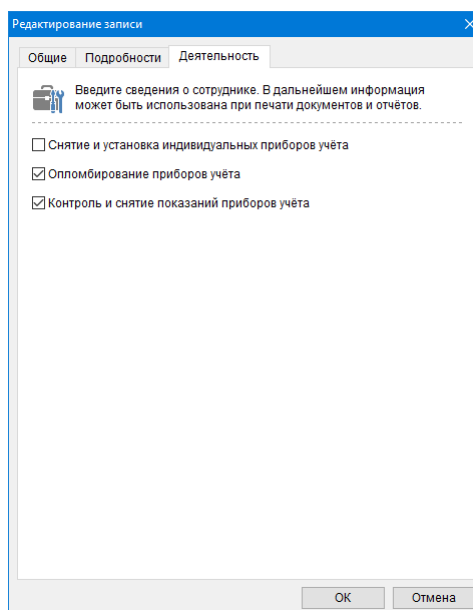 Редактирование записи
Общие Подробности Деятельность
Введите сведения о сотруднике. В дальнейшем информация
может быть использована при печати документов и отчётов.
Снятие и установка индивидуальных приборов учёта
Опломбирование приборов учёта
Контроль и снятие показаний приборов учёта
ОК Отмена